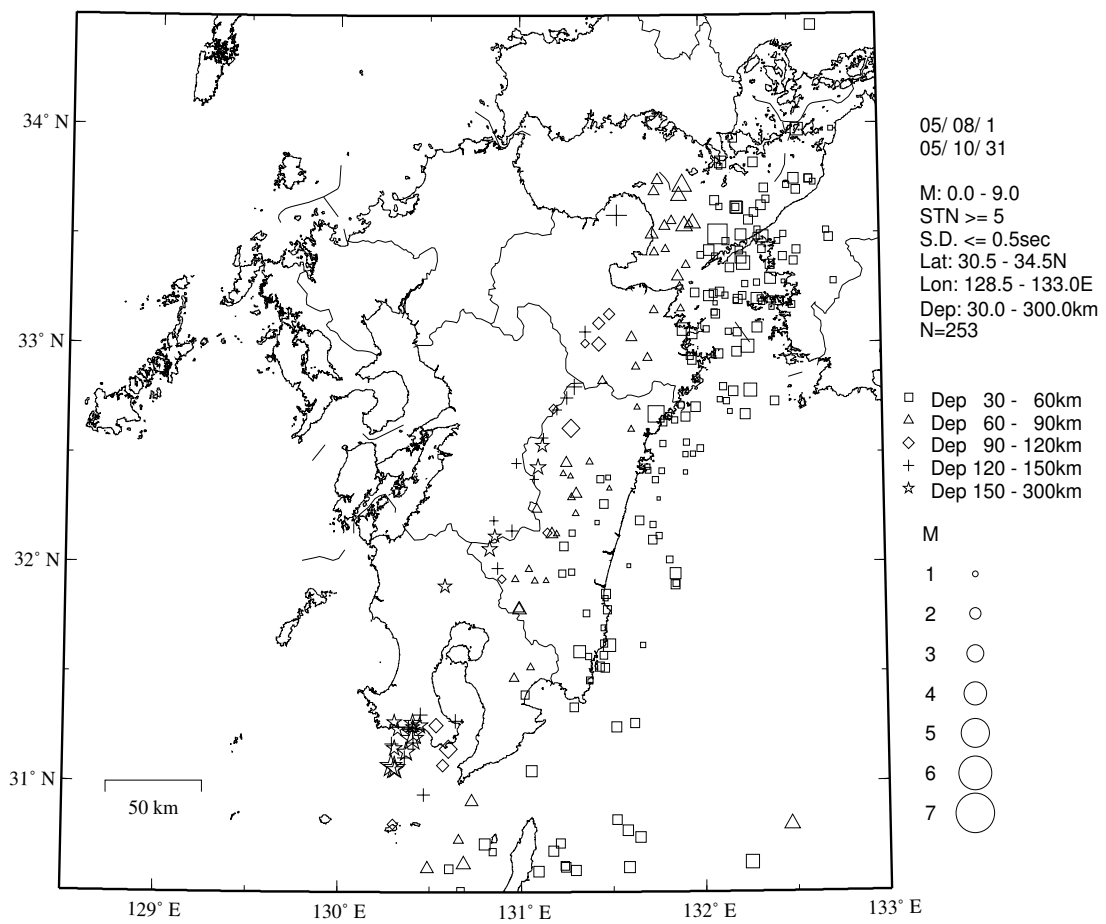 05/ 08/ 1
05/ 10/ 31
M: 0.0 - 9.0
STN >= 5
S.D. <= 0.5sec
Lat: 30.5 - 34.5N
Lon: 128.5 - 133.0E
Dep: 30.0 - 300.0km
N=253
Dep 30 - 60km
Dep 60 - 90km
Dep 90 - 120km
Dep 120 - 150km
Dep 150 - 300km
M
1
2
3
4
5
6
7
34° N
33° N
32° N
31° N
50 km
129° E
130° E
131° E
132° E
133° E